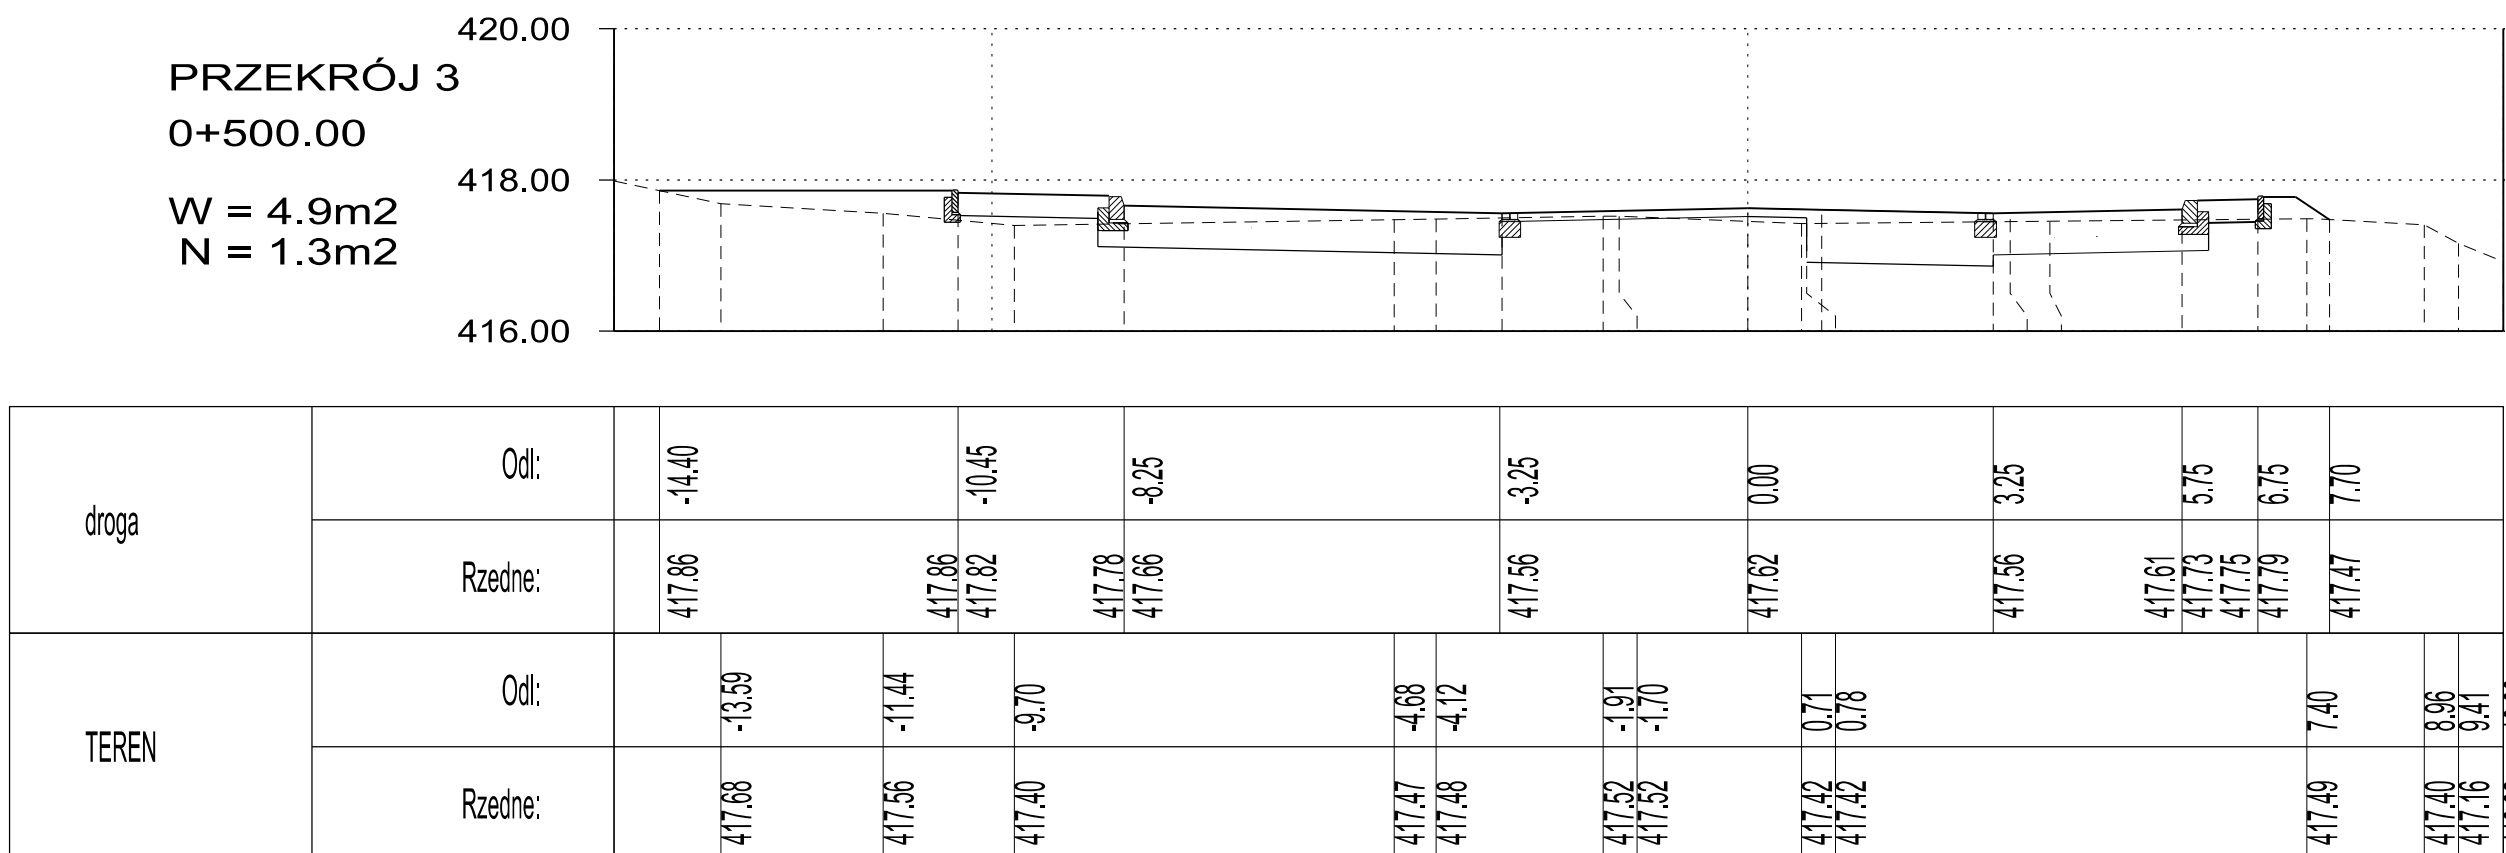 PRZEKRÓJ 3
0+500.00
W = 4.9m2
N = 1.3m2
420.00
418.00
416.00
droga
Odl:
-14.40 -10.45 -8.25 -3.25 0.00 3.25 5.75 6.75 7.70
Rzedne:
417.86 417.86 417.82 417.78 417.66 417.56 417.62 417.56 417.61 417.73 417.75 417.79 417.47
TEREN
Odl:
-13.59 -11.44 -9.70 -4.68 -4.12 -1.91 -1.70 0.71 0.78 7.40 8.96 9.41
Rzedne:
417.68 417.56 417.40 417.47 417.48 417.52 417.52 417.42 417.42 417.49 417.40 417.16